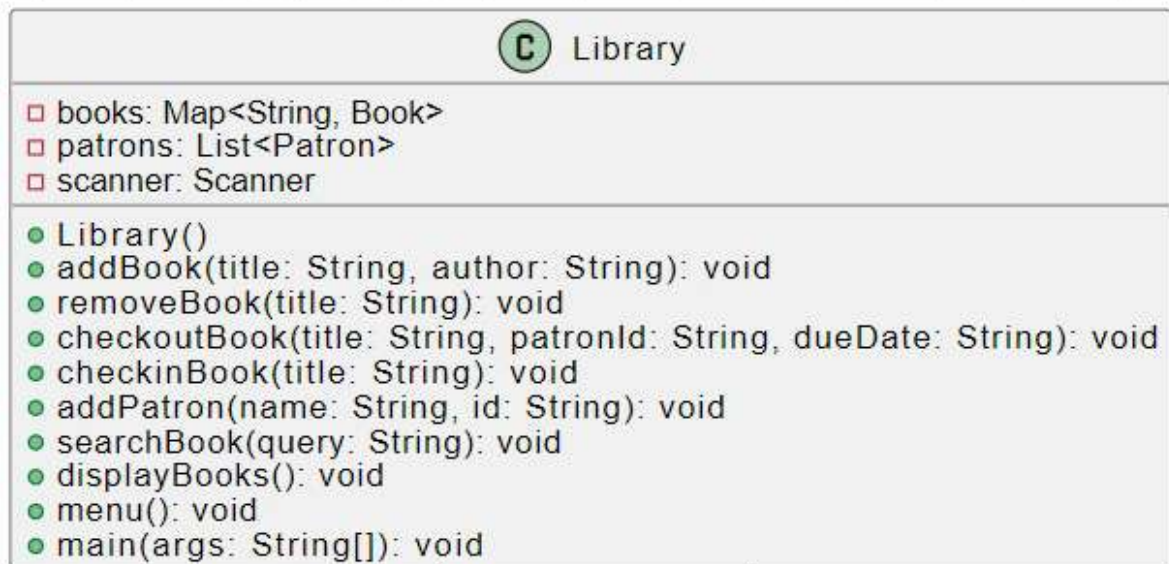 C Library
books: Map<String, Book>
patrons: List<Patron>
scanner: Scanner
Library()
addBook(title: String, author: String): void
removeBook(title: String): void
checkoutBook(title: String, patronId: String, dueDate: String): void
checkinBook(title: String): void
addPatron(name: String, id: String): void
searchBook(query: String): void
displayBooks(): void
menu(): void
main(args: String[]): void